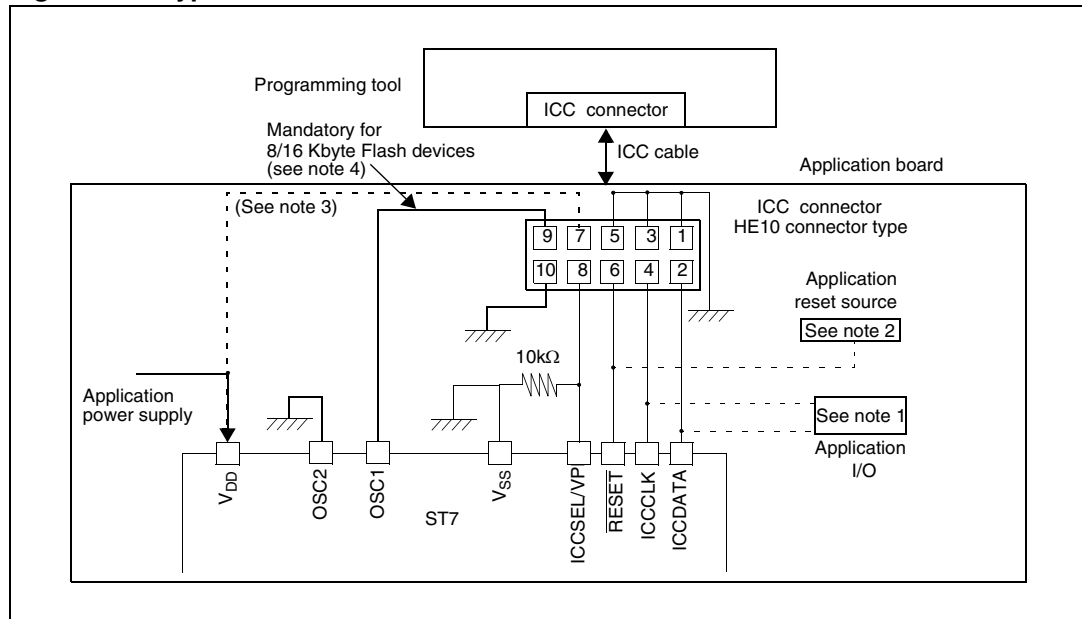 Programming tool
ICC connector
Mandatory for
8/16 Kbyte Flash devices
(see note 4)
ICC cable
Application board
(See note 3)
ICC connector
HE10 connector type
9 7 5 3 1
10 8 6 4 2
Application
reset source
See note 2
10kΩ
Application
power supply
See note 1
Application
I/O
VDD
OSC2
OSC1
VSS
ICCSEL/VPP
RESET
ICCCLK
ICCDATA
ST7